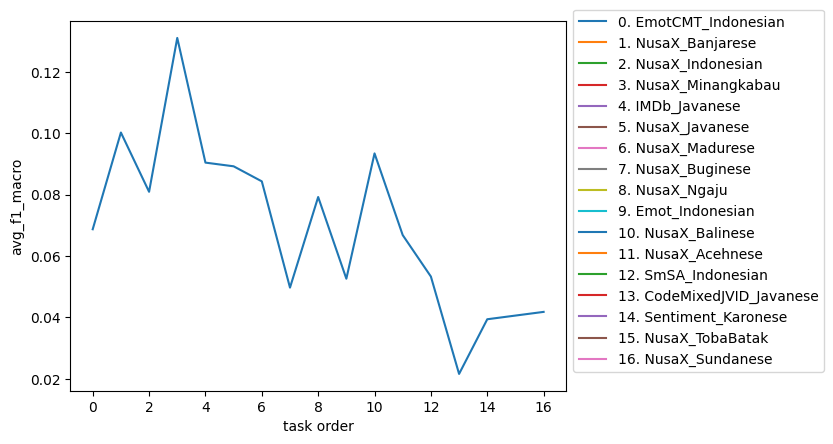 avg_f1_macro
0.12
0.10
0.08
0.06
0.04
0.02
0 2 4 6 8 10 12 14 16
task order
0. EmotCMT_Indonesian
1. NusaX_Banjarese
2. NusaX_Indonesian
3. NusaX_Minangkabau
4. IMDb_Javanese
5. NusaX_Javanese
6. NusaX_Madurese
7. NusaX_Buginese
8. NusaX_Ngaju
9. Emot_Indonesian
10. NusaX_Balinese
11. NusaX_Acehnese
12. SmSA_Indonesian
13. CodeMixedJVID_Javanese
14. Sentiment_Karonese
15. NusaX_TobaBatak
16. NusaX_Sundanese